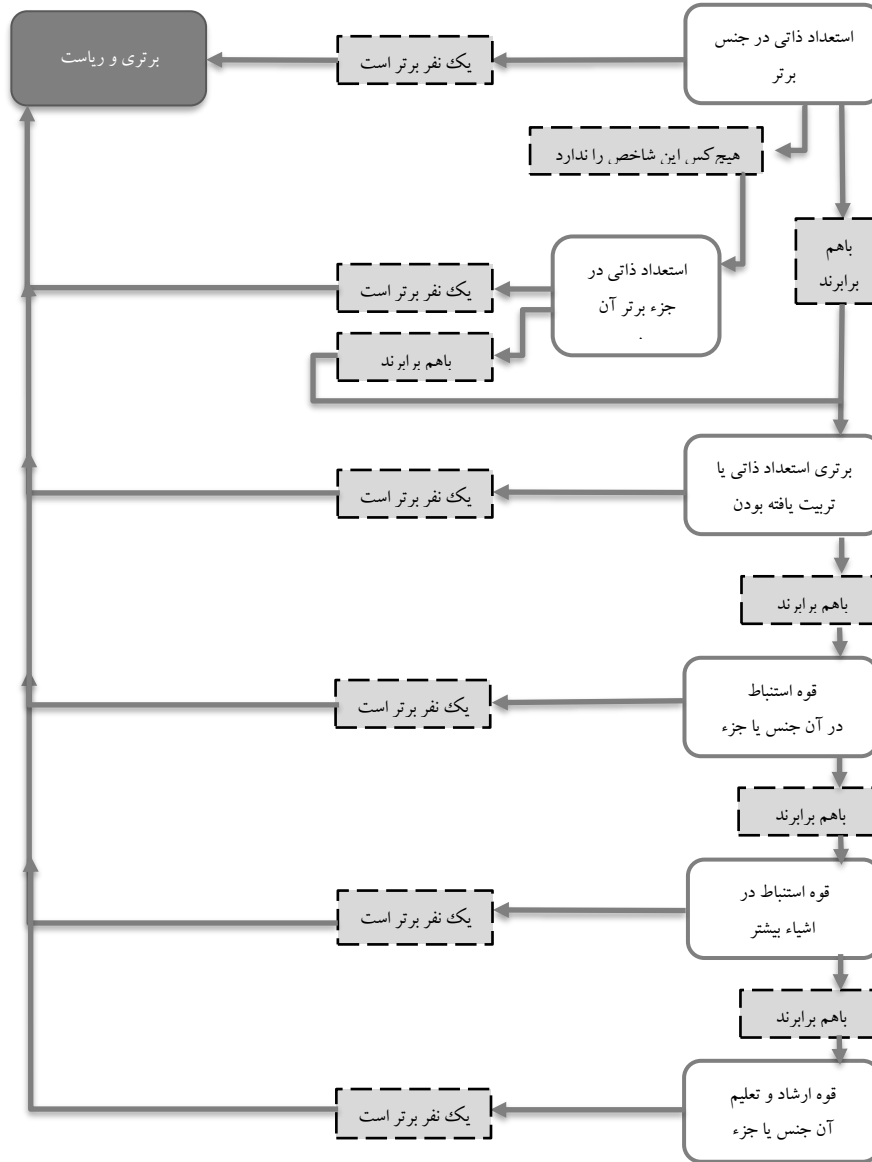 استعداد ذاتی در جنس
برتر
یک نفر برتر است
برتری و ریاست
هیچ‌کس این شاخص را ندارد
باهم
برابرند
استعداد ذاتی در
جزء برتر آن
.
یک نفر برتر است
باهم برابرند
برتری استعداد ذاتی یا
تربیت یافته بودن
یک نفر برتر است
باهم برابرند
قوه استنباط
در آن جنس یا جزء
یک نفر برتر است
باهم برابرند
قوه استنباط در
اشیاء بیشتر
یک نفر برتر است
باهم برابرند
قوه ارشاد و تعلیم
آن جنس یا جزء
یک نفر برتر است